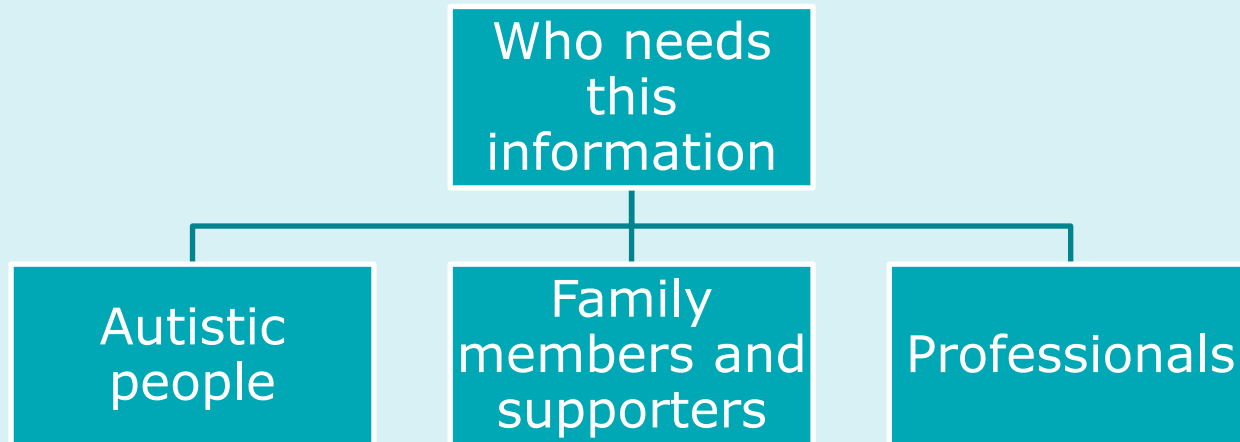 Who needs
this
information
Autistic
people
Family
members and
supporters
Professionals